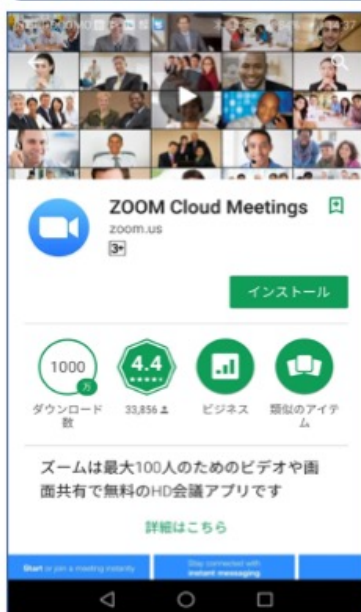 14:37
ZOOM Cloud Meetings
zoom.us
3+
インストール
1000
万
4.4
ダウンロード
数
33,856
ビジネス
類似のアイテ
ム
ズームは最大100人のためのビデオや画
面共有で無料のHD会議アプリです
詳細はこちら
Start or join a meeting instantly
Stay connected with
instant messaging